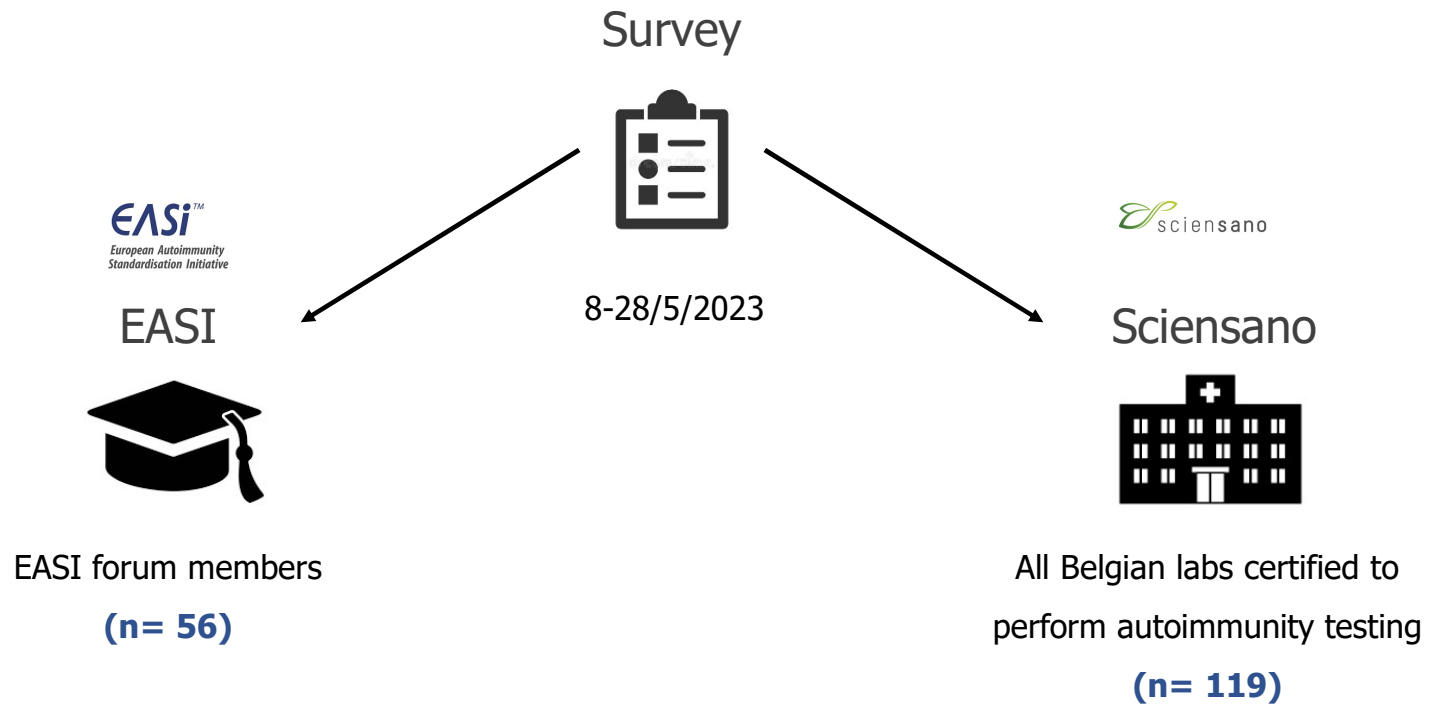 Survey
EASi™
European Autoimmunity
Standardisation Initiative
sciensano
8-28/5/2023
EASI
Sciensano
EASI forum members
(n= 56)
All Belgian labs certified to
perform autoimmunity testing
(n= 119)